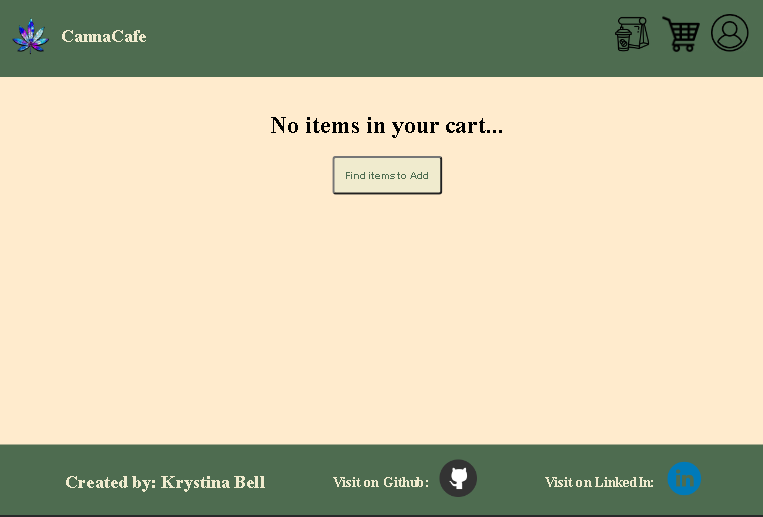 CannaCafe
No items in your cart...
Find items to Add
Created by: Krystina Bell
Visit on Github:
Visit on LinkedIn:
in